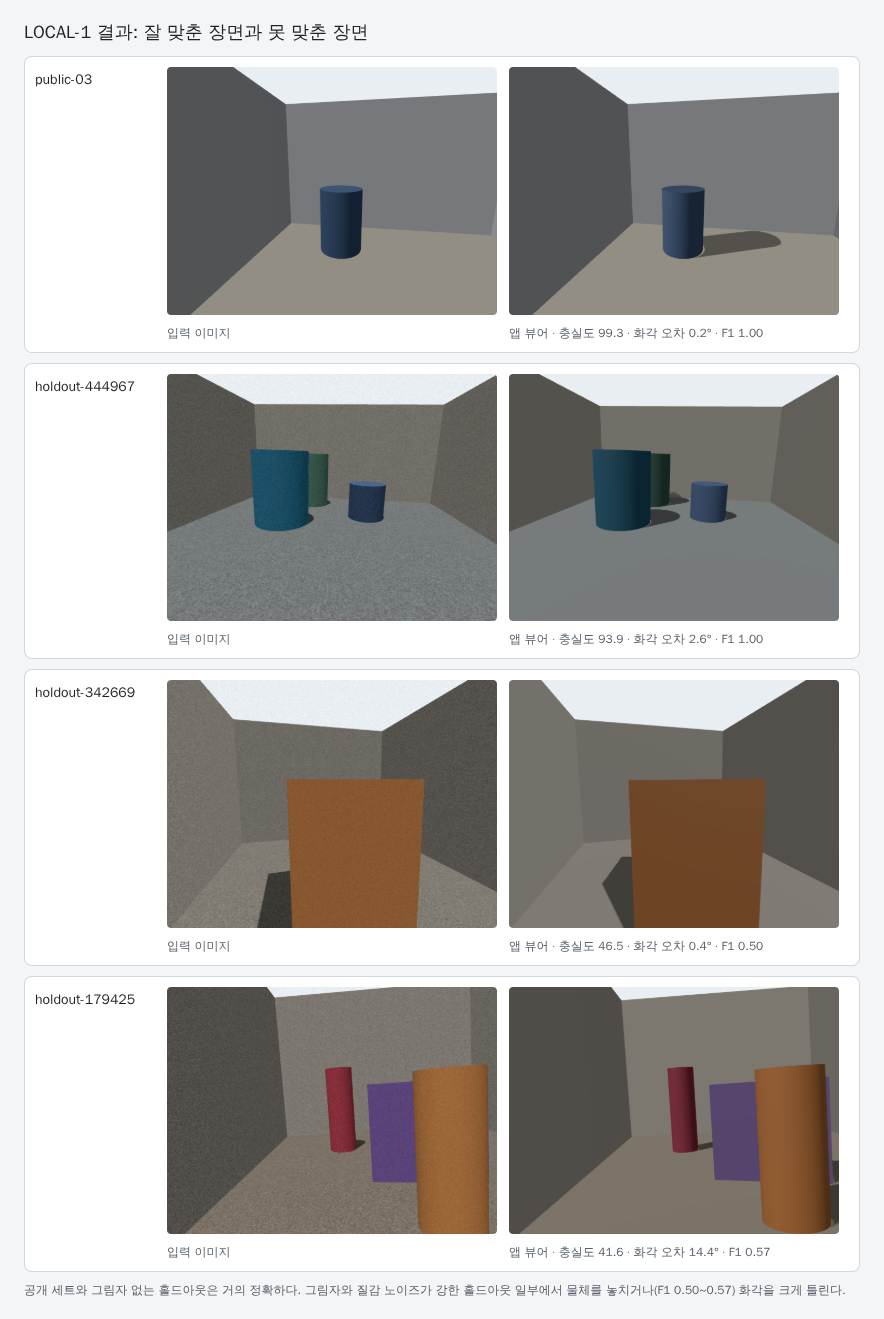 LOCAL-1 결과: 잘 맞춘 장면과 못 맞춘 장면
public-03
입력 이미지
앱 뷰어 · 충실도 99.3 · 화각 오차 0.2° · F1 1.00
holdout-444967
입력 이미지
앱 뷰어 · 충실도 93.9 · 화각 오차 2.6° · F1 1.00
holdout-342669
입력 이미지
앱 뷰어 · 충실도 46.5 · 화각 오차 0.4° · F1 0.50
holdout-179425
입력 이미지
앱 뷰어 · 충실도 41.6 · 화각 오차 14.4° · F1 0.57
공개 세트와 그림자 없는 홀드아웃은 거의 정확하다. 그림자와 질감 노이즈가 강한 홀드아웃 일부에서 물체를 놓치거나(F1 0.50~0.57) 화각을 크게 틀린다.